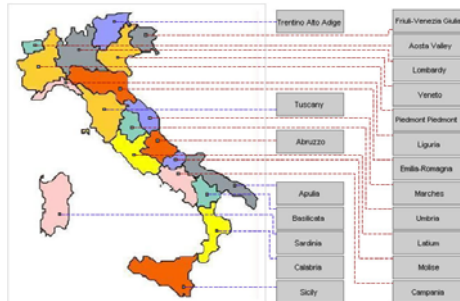 Trentino Alto Adige
Friuli-Venezia Giulia
Aosta Valley
Lombardy
Veneto
Tuscany
Piedmont Piedmont
Abruzzo
Liguria
Emilia-Romagna
Apulia
Marches
Basilicata
Umbria
Sardinia
Latium
Calabria
Molise
Sicily
Campania